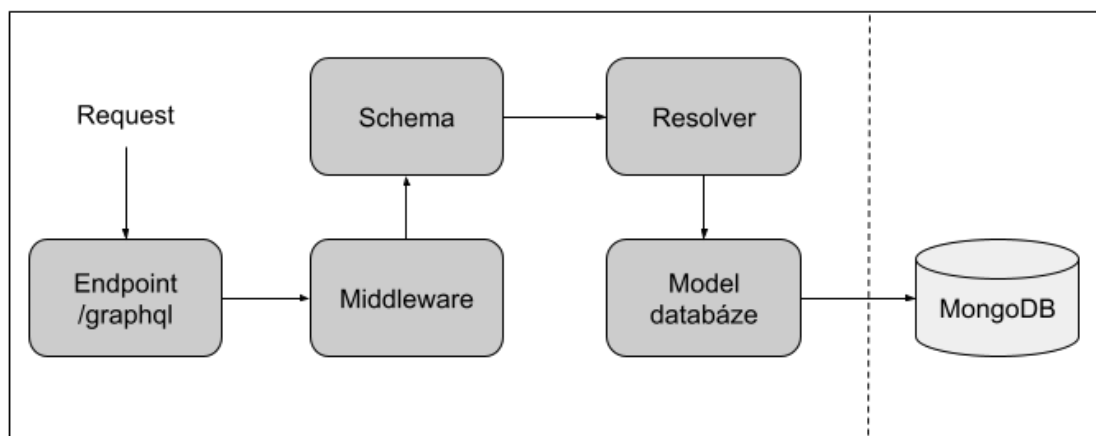 Request
Endpoint
/graphql
Middleware
Schema
Resolver
Model
databáze
MongoDB